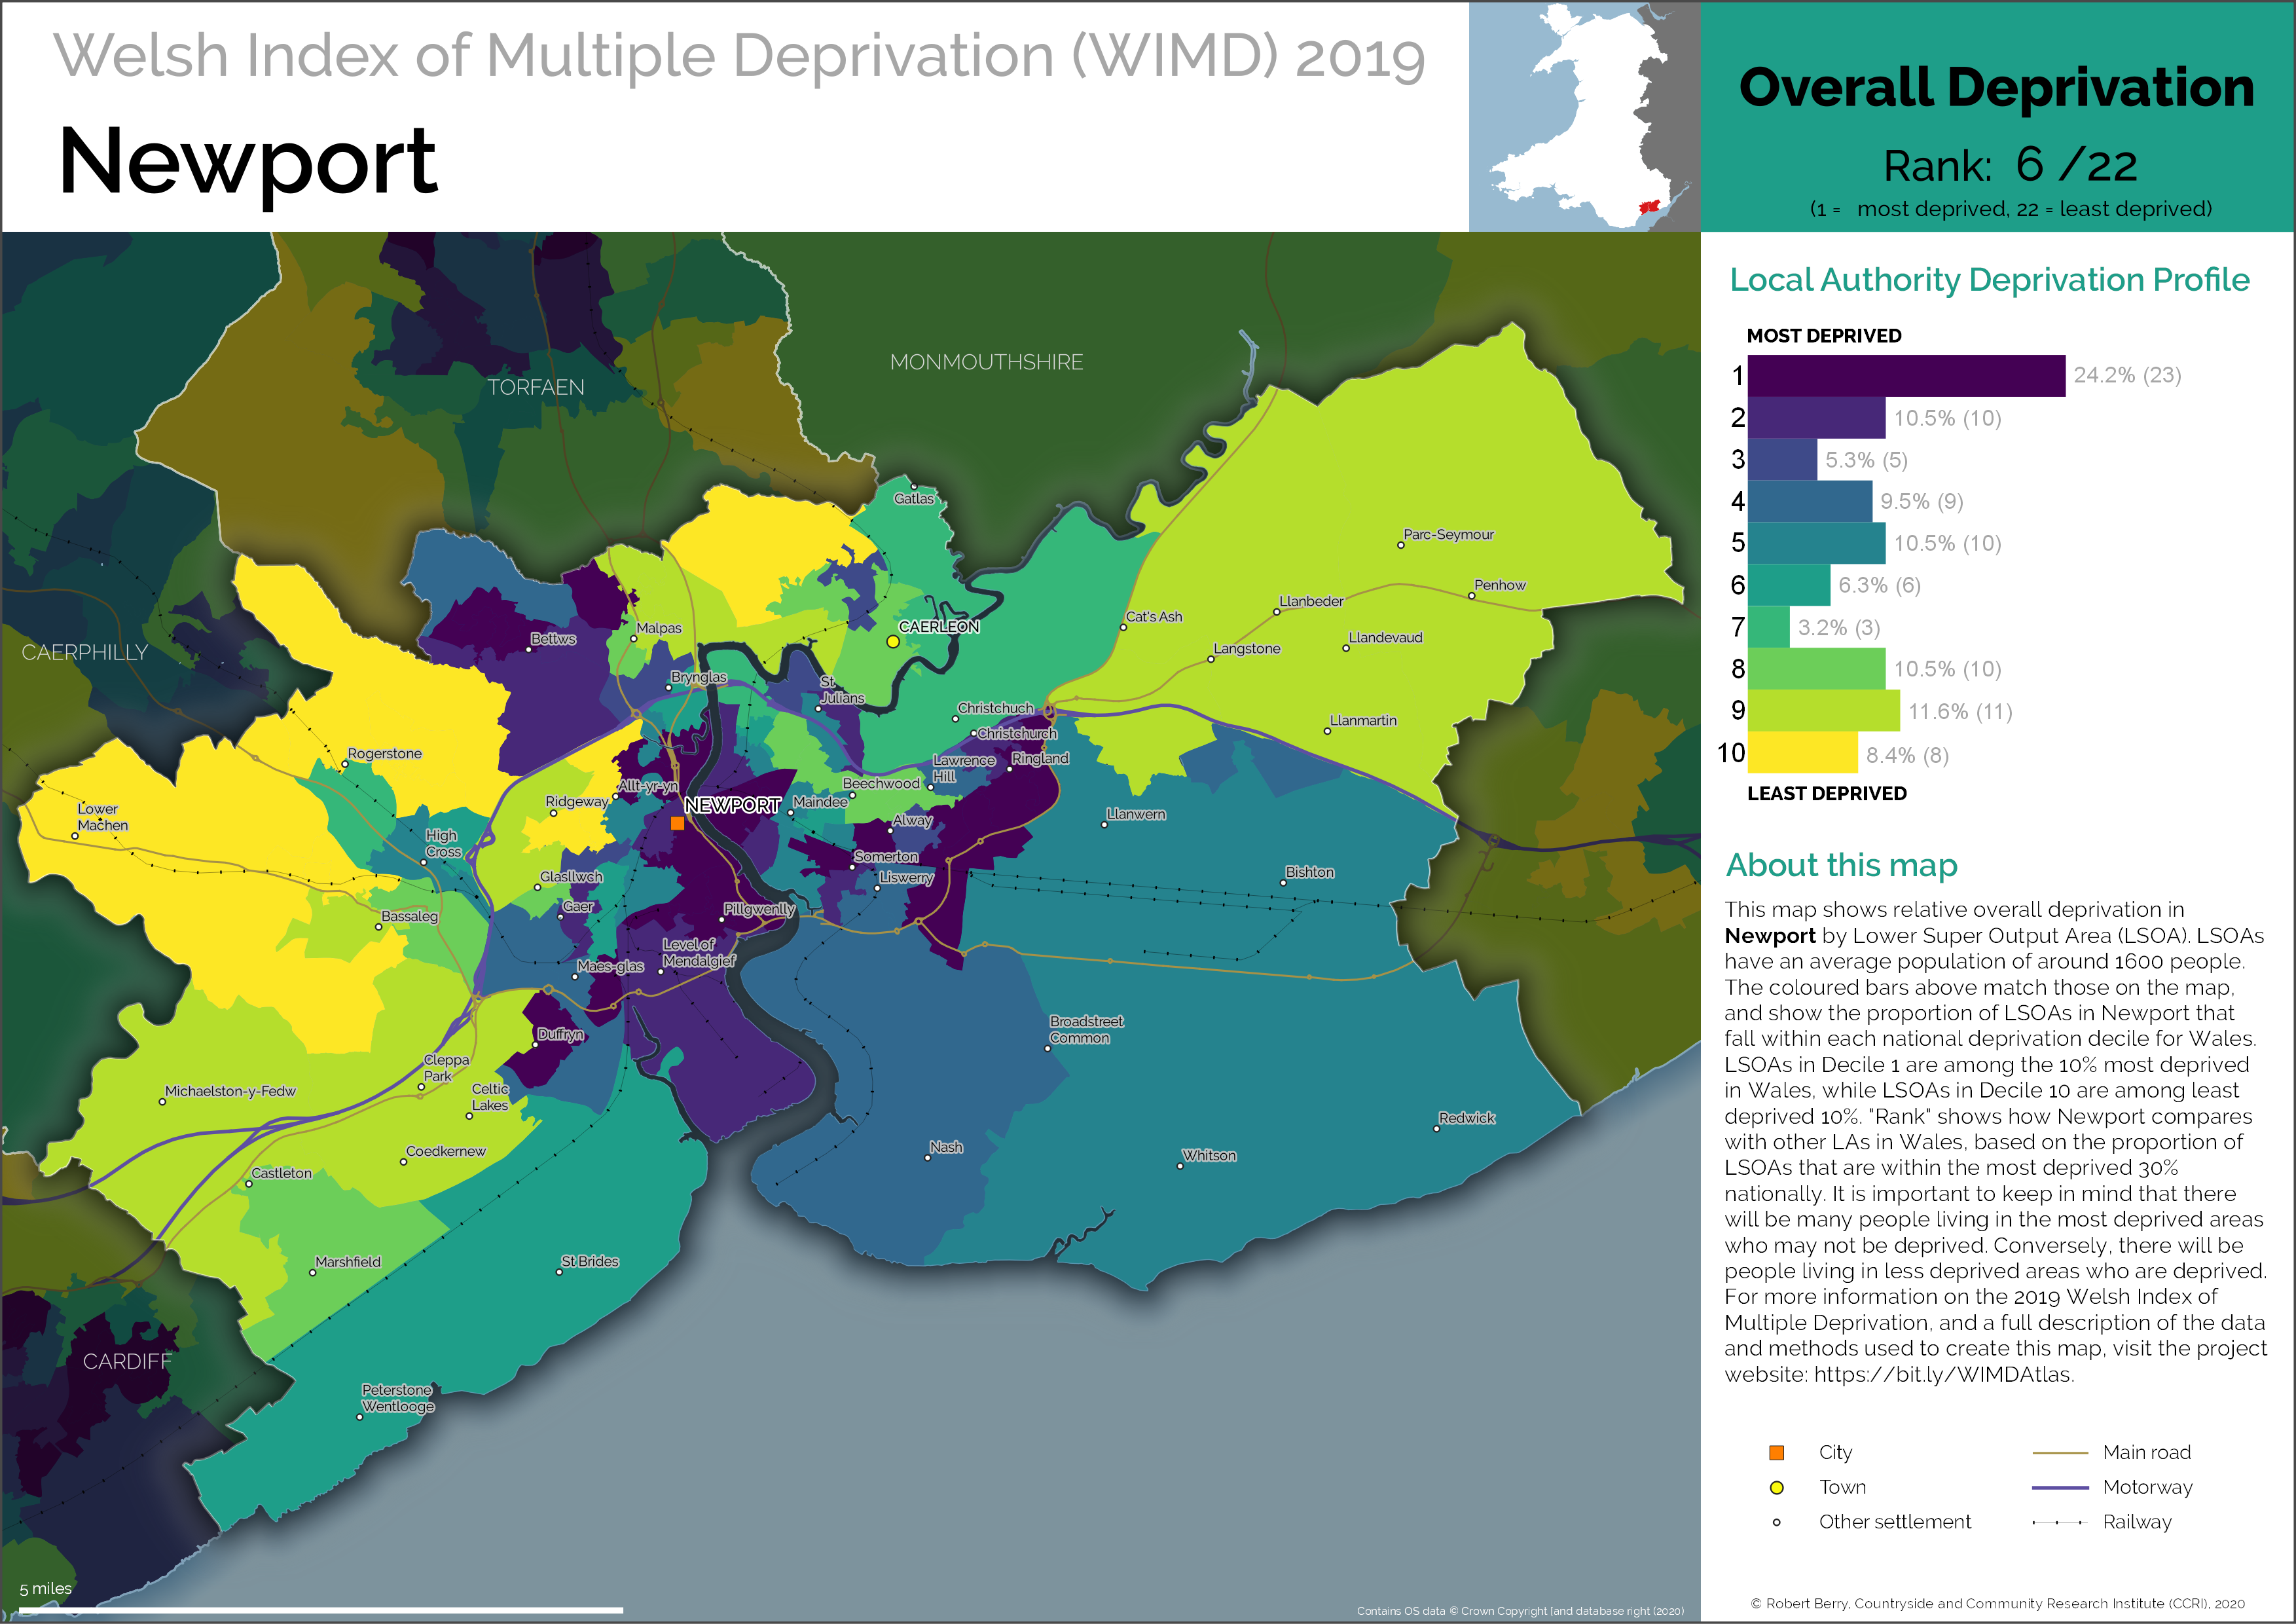 Welsh Index of Multiple Deprivation (WIMD) 2019
Newport
Overall Deprivation
Rank: 6 /22
(1 = most deprived, 22 = least deprived)
TORFAEN
MONMOUTHSHIRE
CAERPHILLY
CARDIFF
Gatlas
Parc-Seymour
Penhow
Llanbeder
Cat's Ash
CAERLEON
Malpas
Bettws
Llandevaud
Langstone
Brynglas
St
Julians
Christchuch
Llanmartin
Christchurch
Rogerstone
Lawrence
Hill
Ringland
Beechwood
Allt-yr-yn
Ridgeway
NEWPORT
Maindee
Lower
Machen
Llanwern
Alway
High
Cross
Somerton
Bishton
Glasllwch
Liswerry
Gaer
Pillgwenlly
Bassaleg
Level of
Mendalgief
Maes-glas
Broadstreet
Common
Duffryn
Cleppa
Park
Michaelston-y-Fedw
Celtic
Lakes
Redwick
Nash
Coedkernew
Whitson
Castleton
Marshfield
St Brides
Peterstone
Wentlooge
5 miles
Contains OS data © Crown Copyright [and database right (2020)
Local Authority Deprivation Profile
MOST DEPRIVED
1 24.2% (23)
2 10.5% (10)
3 5.3% (5)
4 9.5% (9)
5 10.5% (10)
6 6.3% (6)
7 3.2% (3)
8 10.5% (10)
9 11.6% (11)
10 8.4% (8)
LEAST DEPRIVED
About this map
This map shows relative overall deprivation in
Newport by Lower Super Output Area (LSOA). LSOAs
have an average population of around 1600 people.
The coloured bars above match those on the map,
and show the proportion of LSOAs in Newport that
fall within each national deprivation decile for Wales.
LSOAs in Decile 1 are among the 10% most deprived
in Wales, while LSOAs in Decile 10 are among least
deprived 10%. "Rank" shows how Newport compares
with other LAs in Wales, based on the proportion of
LSOAs that are within the most deprived 30%
nationally. It is important to keep in mind that there
will be many people living in the most deprived areas
who may not be deprived. Conversely, there will be
people living in less deprived areas who are deprived.
For more information on the 2019 Welsh Index of
Multiple Deprivation, and a full description of the data
and methods used to create this map, visit the project
website: https://bit.ly/WIMDAtlas.
City
Main road
Town
Motorway
Other settlement
Railway
© Robert Berry, Countryside and Community Research Institute (CCRI), 2020